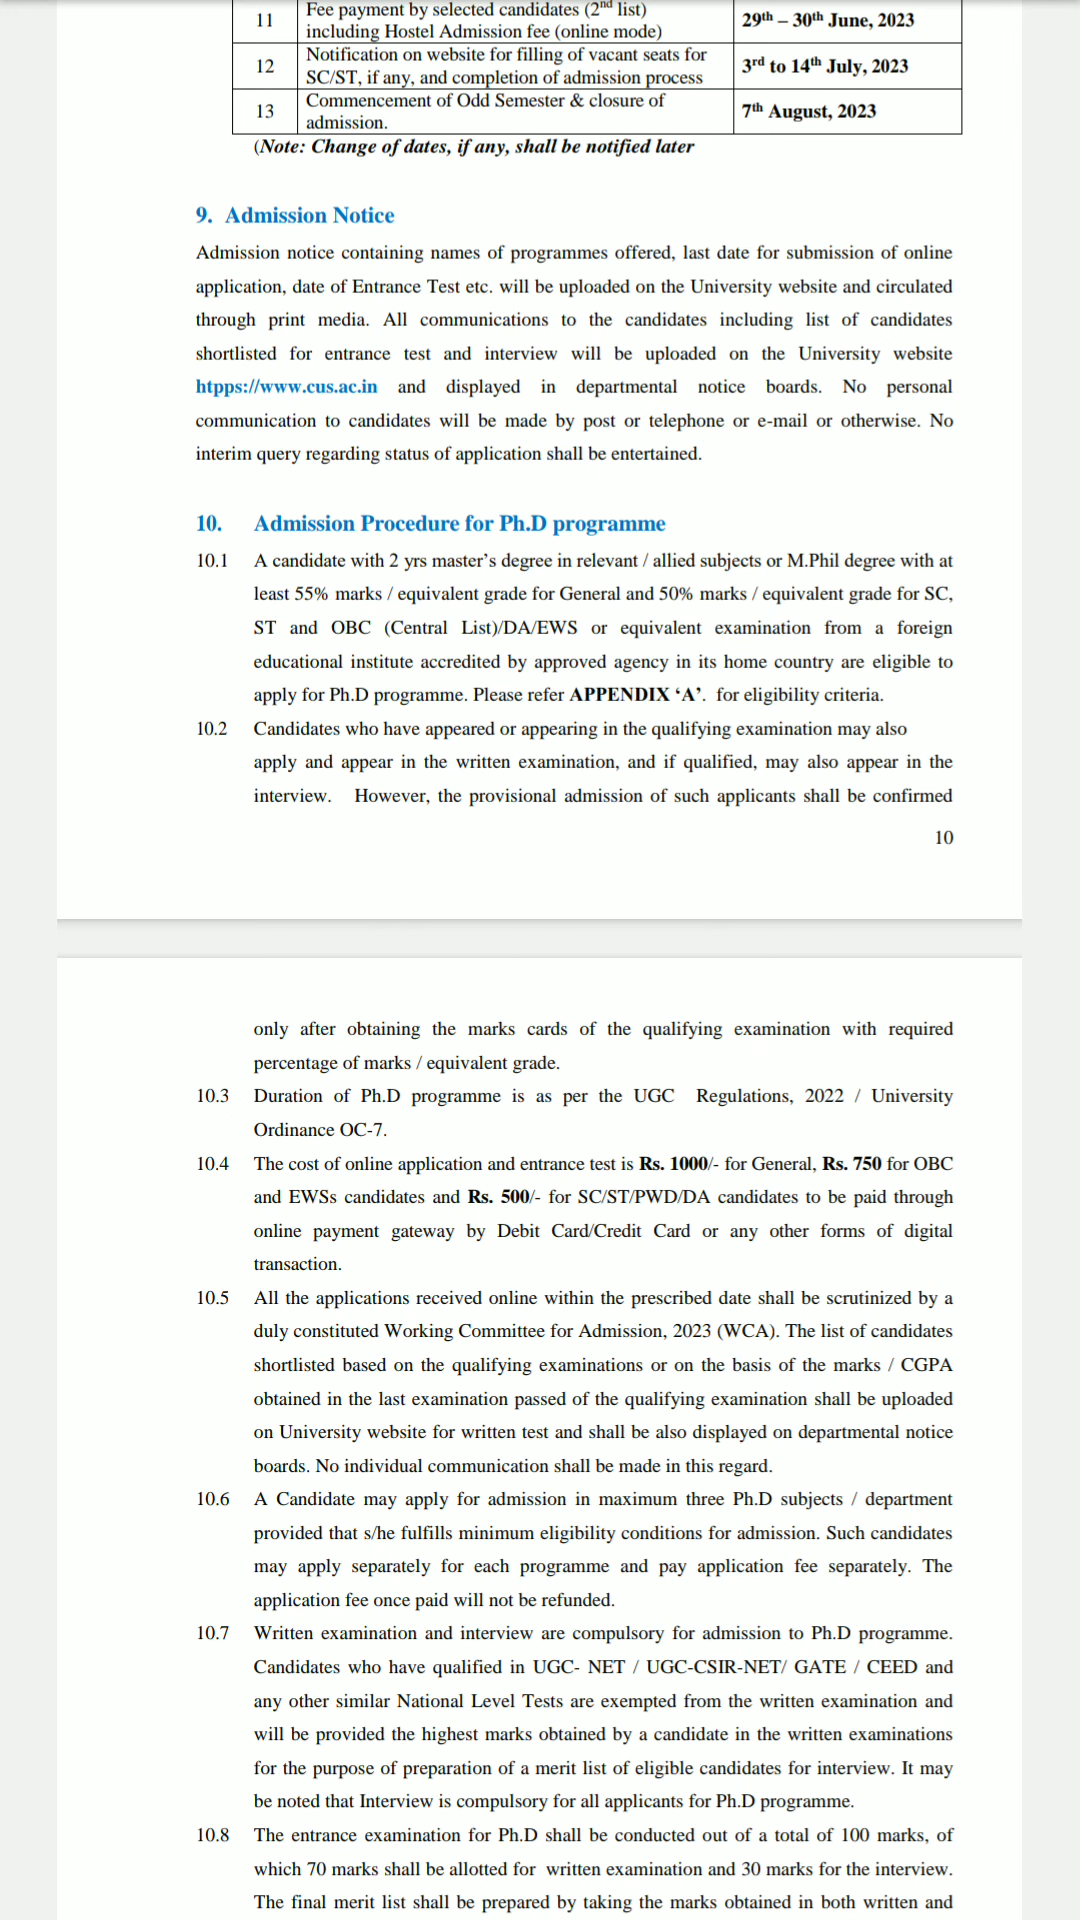 11 Fee payment by selected candidates (2nd list) including Hostel Admission fee (online mode) 29th – 30th June, 2023
12 Notification on website for filling of vacant seats for SC/ST, if any, and completion of admission process 3rd to 14th July, 2023
13 Commencement of Odd Semester & closure of admission. 7th August, 2023
(Note: Change of dates, if any, shall be notified later
9. Admission Notice
Admission notice containing names of programmes offered, last date for submission of online
application, date of Entrance Test etc. will be uploaded on the University website and circulated
through print media. All communications to the candidates including list of candidates
shortlisted for entrance test and interview will be uploaded on the University website
htpps://www.cus.ac.in and displayed in departmental notice boards. No personal
communication to candidates will be made by post or telephone or e-mail or otherwise. No
interim query regarding status of application shall be entertained.
10. Admission Procedure for Ph.D programme
10.1 A candidate with 2 yrs master’s degree in relevant / allied subjects or M.Phil degree with at
least 55% marks / equivalent grade for General and 50% marks / equivalent grade for SC,
ST and OBC (Central List)/DA/EWS or equivalent examination from a foreign
educational institute accredited by approved agency in its home country are eligible to
apply for Ph.D programme. Please refer APPENDIX ‘A’. for eligibility criteria.
10.2 Candidates who have appeared or appearing in the qualifying examination may also
apply and appear in the written examination, and if qualified, may also appear in the
interview. However, the provisional admission of such applicants shall be confirmed
10
only after obtaining the marks cards of the qualifying examination with required
percentage of marks / equivalent grade.
10.3 Duration of Ph.D programme is as per the UGC Regulations, 2022 / University
Ordinance OC-7.
10.4 The cost of online application and entrance test is Rs. 1000/- for General, Rs. 750 for OBC
and EWSs candidates and Rs. 500/- for SC/ST/PWD/DA candidates to be paid through
online payment gateway by Debit Card/Credit Card or any other forms of digital
transaction.
10.5 All the applications received online within the prescribed date shall be scrutinized by a
duly constituted Working Committee for Admission, 2023 (WCA). The list of candidates
shortlisted based on the qualifying examinations or on the basis of the marks / CGPA
obtained in the last examination passed of the qualifying examination shall be uploaded
on University website for written test and shall be also displayed on departmental notice
boards. No individual communication shall be made in this regard.
10.6 A Candidate may apply for admission in maximum three Ph.D subjects / department
provided that s/he fulfills minimum eligibility conditions for admission. Such candidates
may apply separately for each programme and pay application fee separately. The
application fee once paid will not be refunded.
10.7 Written examination and interview are compulsory for admission to Ph.D programme.
Candidates who have qualified in UGC- NET / UGC-CSIR-NET/ GATE / CEED and
any other similar National Level Tests are exempted from the written examination and
will be provided the highest marks obtained by a candidate in the written examinations
for the purpose of preparation of a merit list of eligible candidates for interview. It may
be noted that Interview is compulsory for all applicants for Ph.D programme.
10.8 The entrance examination for Ph.D shall be conducted out of a total of 100 marks, of
which 70 marks shall be allotted for written examination and 30 marks for the interview.
The final merit list shall be prepared by taking the marks obtained in both written and